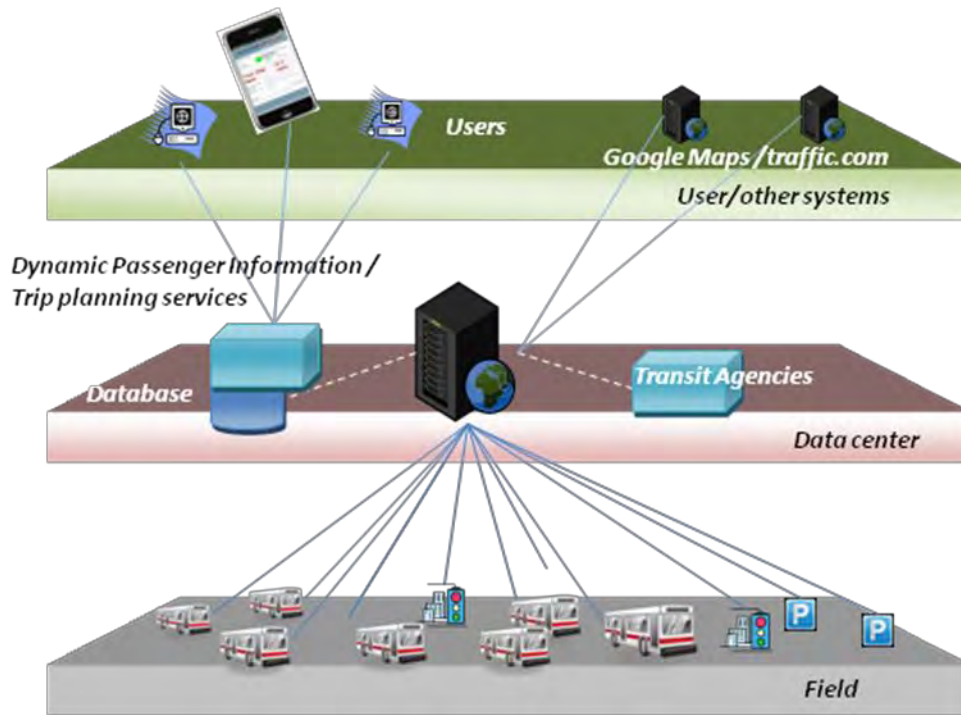 Users
Google Maps /traffic.com
User/other systems
Dynamic Passenger Information /
Trip planning services
Database
Transit Agencies
Data center
P
P
Field